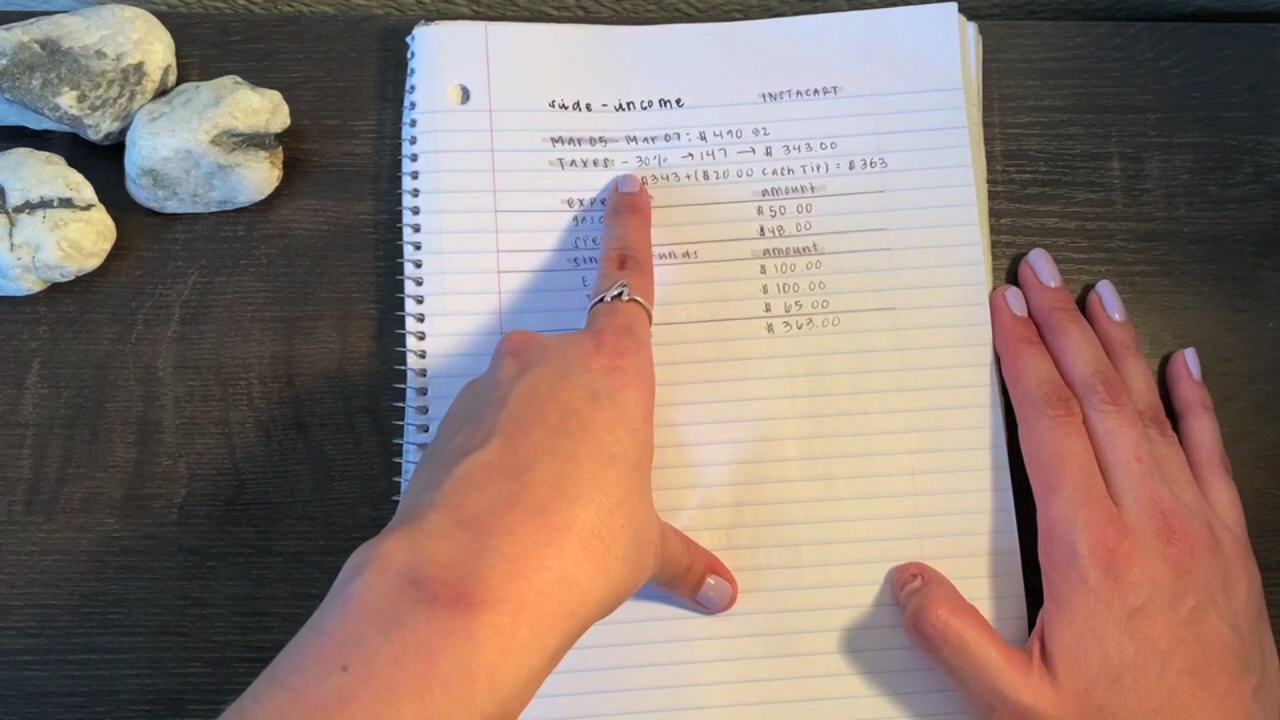 side-income INSTACART
Mar 05 - Mar 07: $490.82
TAXES: - 30% → 147 → $343.00
$343 + ($20.00 cash Tip) = $363
amount
$50.00
$48.00
amount
$100.00
$100.00
$65.00
$363.00